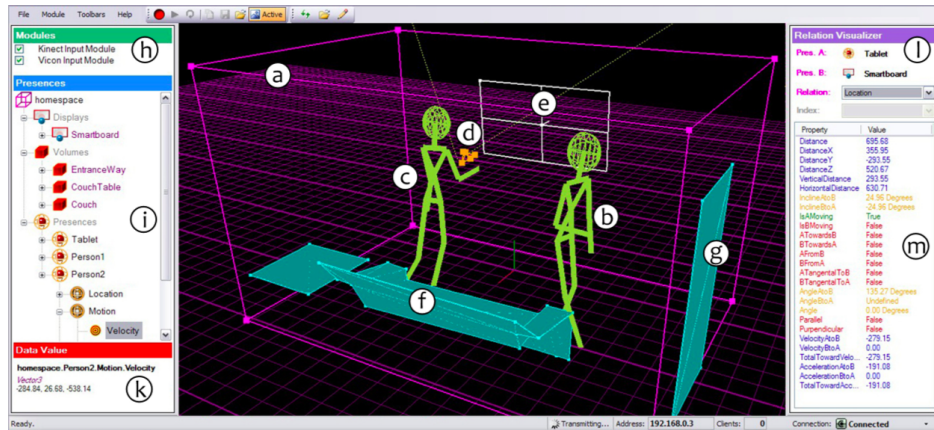 File Module Toolbars Help Active
Modules
Kinect Input Module
Vicon Input Module
h
Presences
homespace
Displays
Smartboard
Volumes
EntranceWay
CouchTable
Couch
Presences
Tablet
Person1
Person2
Location
Motion
Velocity
i
Data Value
homespace.Person2.Motion.Velocity
Vector3
-284.84, 26.68, -538.14
k
a
e
d
c
b
g
f
Relation Visualizer
l
Pres. A: Tablet
Pres. B: Smartboard
Relation: Location
Index:
Property Value
Distance 695.68
DistanceX 355.95
DistanceY -293.55
DistanceZ 520.67
VerticalDistance 293.55
HorizontalDistance 630.71
InclineAtoB 24.96 Degrees
InclineBtoA -24.96 Degrees
IsAMoving True
IsBMoving False
ATowardsB False
BTowardsA False
AFromB False
BFromA False
ATangentalToB False
BTangentalToA False
AngleAtoB 135.27 Degrees
AngleBtoA Undefined
Angle 0.00 Degrees
Parallel False
Purpendicular False
VelocityAtoB -279.15
VelocityBtoA 0.00
TotalTowardVelo... -279.15
AccelerationAtoB -191.08
AccelerationBtoA 0.00
TotalTowardAcc... -191.08
m
Ready. Transmitting... Address: 192.168.0.3 Clients: 0 Connection: Connected